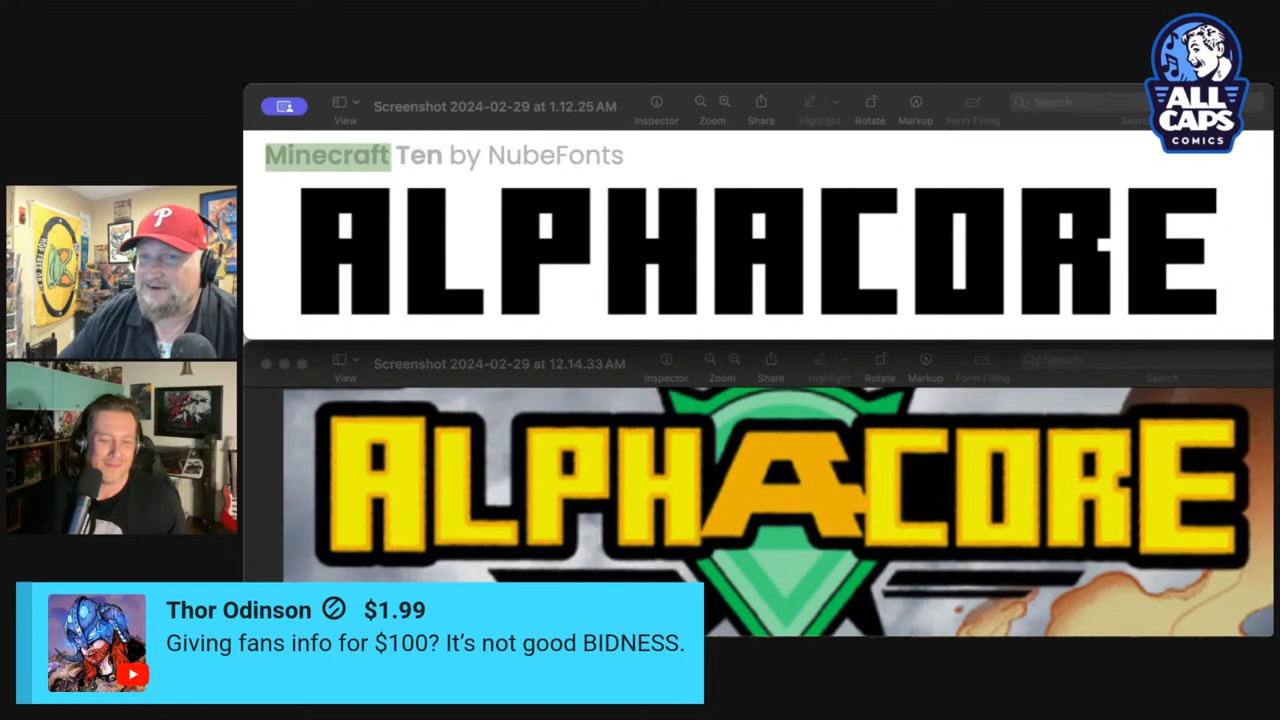 ALL
CAPS
COMICS
Screenshot 2024-02-29 at 1.12.25 AM
View
Inspector
Zoom
Share
Highlight
Rotate
Markup
Form Filling
Search
Minecraft Ten by NubeFonts
ALPHACORE
Screenshot 2024-02-29 at 12.14.33 AM
View
Inspector
Zoom
Share
Highlight
Rotate
Markup
Form Filling
Search
Search
ALPHACORE
P
Thor Odinson $1.99
Giving fans info for $100? It’s not good BIDNESS.